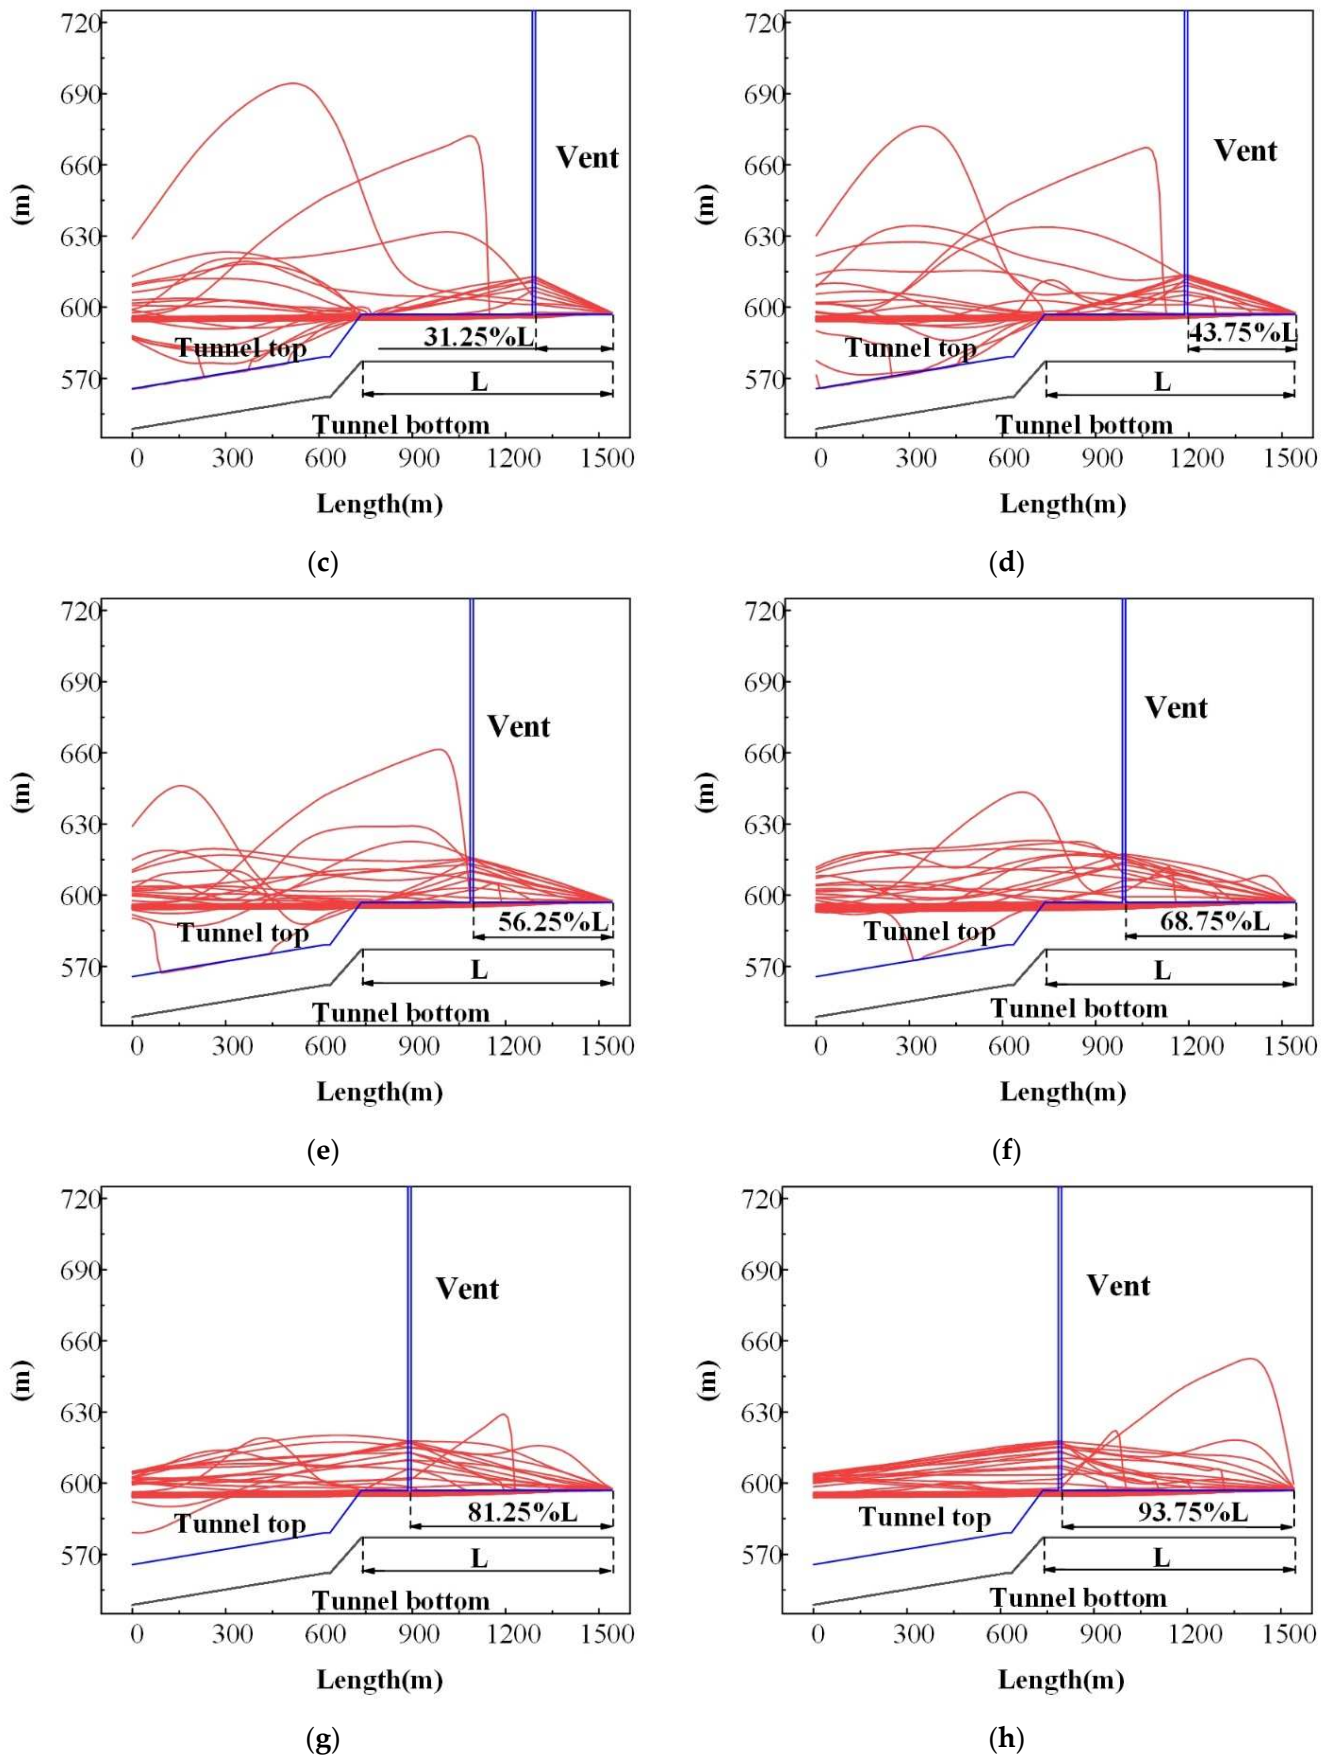 720
690
660
630
600
570
(m)
Vent
Tunnel top
31.25%L
L
Tunnel bottom
0 300 600 900 1200 1500
Length(m)
(c)
720
690
660
630
600
570
(m)
Vent
Tunnel top
43.75%L
L
Tunnel bottom
0 300 600 900 1200 1500
Length(m)
(d)
720
690
660
630
600
570
(m)
Vent
Tunnel top
56.25%L
L
Tunnel bottom
0 300 600 900 1200 1500
Length(m)
(e)
720
690
660
630
600
570
(m)
Vent
Tunnel top
68.75%L
L
Tunnel bottom
0 300 600 900 1200 1500
Length(m)
(f)
720
690
660
630
600
570
(m)
Vent
Tunnel top
81.25%L
L
Tunnel bottom
0 300 600 900 1200 1500
Length(m)
(g)
720
690
660
630
600
570
(m)
Vent
Tunnel top
93.75%L
L
Tunnel bottom
0 300 600 900 1200 1500
Length(m)
(h)